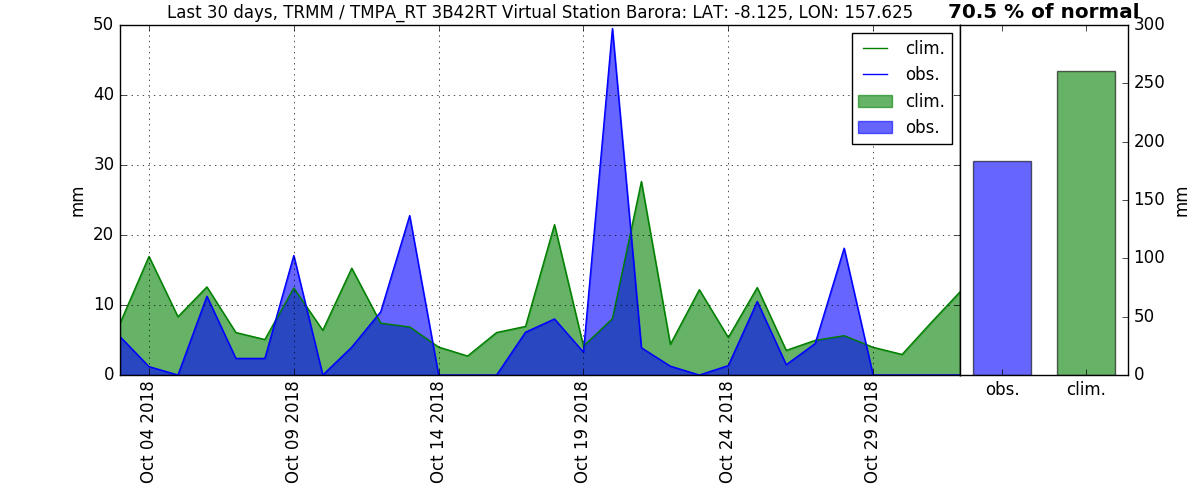 Last 30 days, TRMM / TMPA_RT 3B42RT Virtual Station Barora: LAT: -8.125, LON: 157.625
70.5 % of normal
50
40
30
20
10
0
mm
clim.
obs.
clim.
obs.
300
250
200
150
100
50
0
mm
Oct 04 2018
Oct 09 2018
Oct 14 2018
Oct 19 2018
Oct 24 2018
Oct 29 2018
obs.
clim.